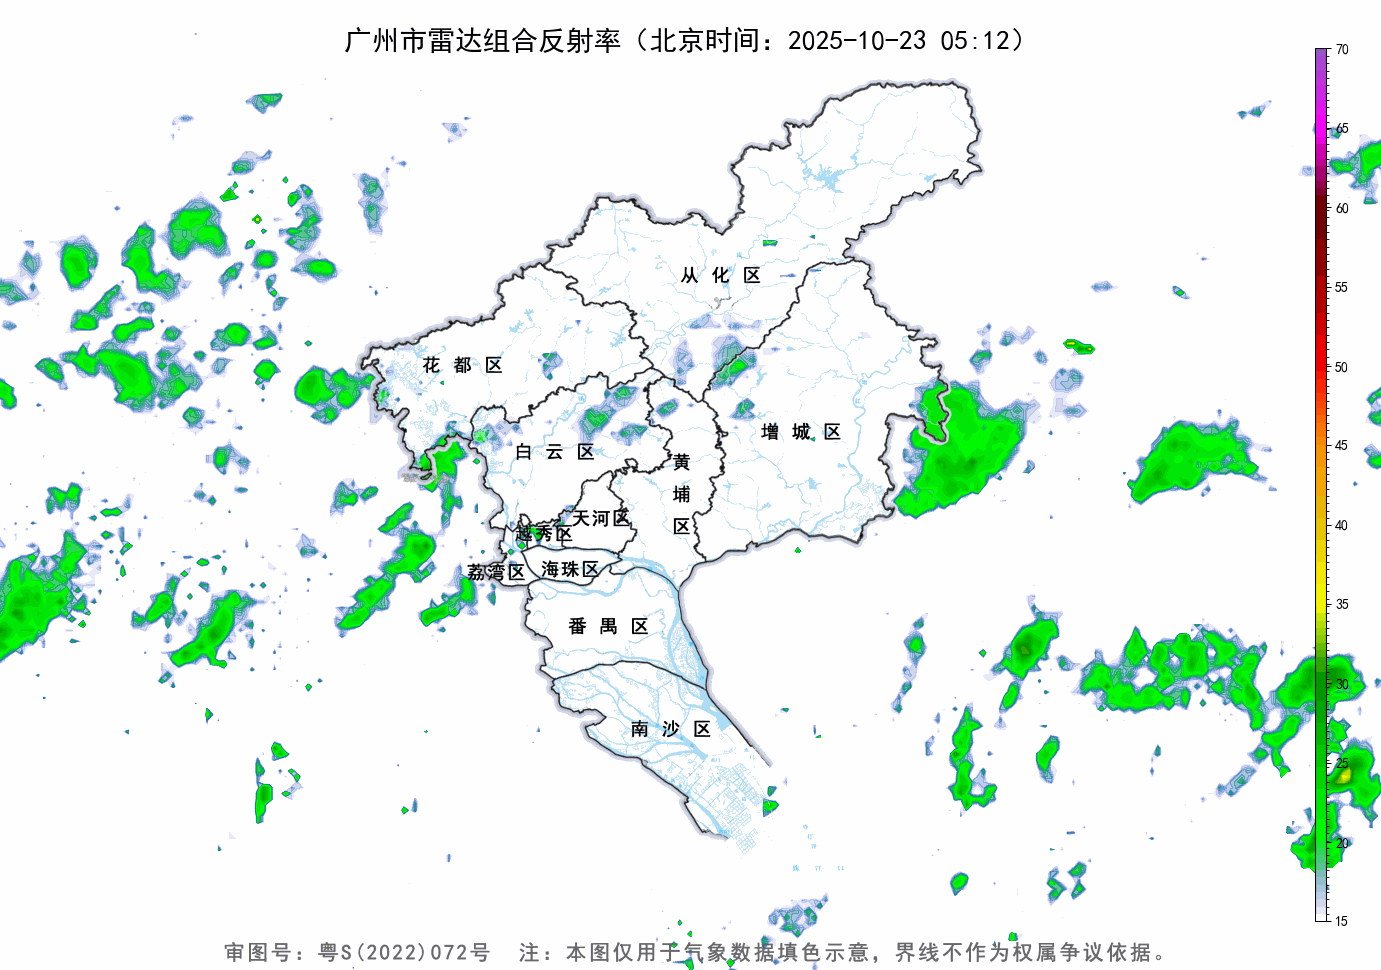 广州市雷达组合反射率（北京时间：2025-10-23 05:12）
70
65
60
55
50
45
40
35
30
25
20
15
从化区
花都区
增城区
白云区
黄埔区
天河区
越秀区
海珠区
荔湾区
番禺区
南沙区
审图号：粤S(2022)072号 注：本图仅用于气象数据填色示意，界线不作为权属争议依据。